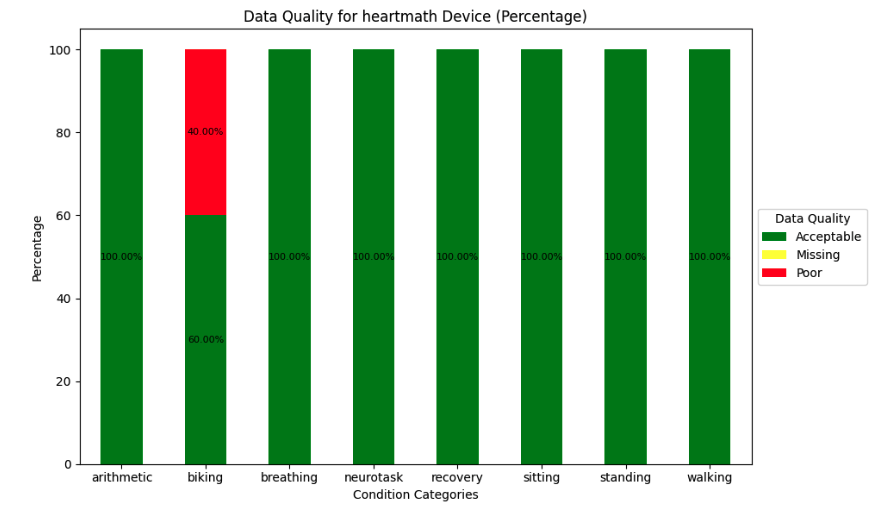 Data Quality for heartmath Device (Percentage)
100
80
60
40
20
0
Percentage
100.00%
40.00%
60.00%
100.00%
100.00%
100.00%
100.00%
100.00%
100.00%
arithmetic
biking
breathing
neurotask
recovery
sitting
standing
walking
Condition Categories
Data Quality
Acceptable
Missing
Poor